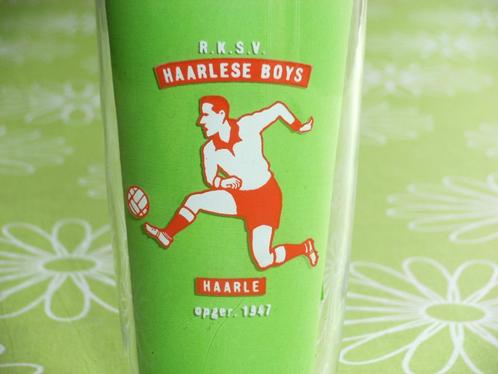 R.K.S.V.
HAARLESE BOYS
HAARLE
opger. 1947